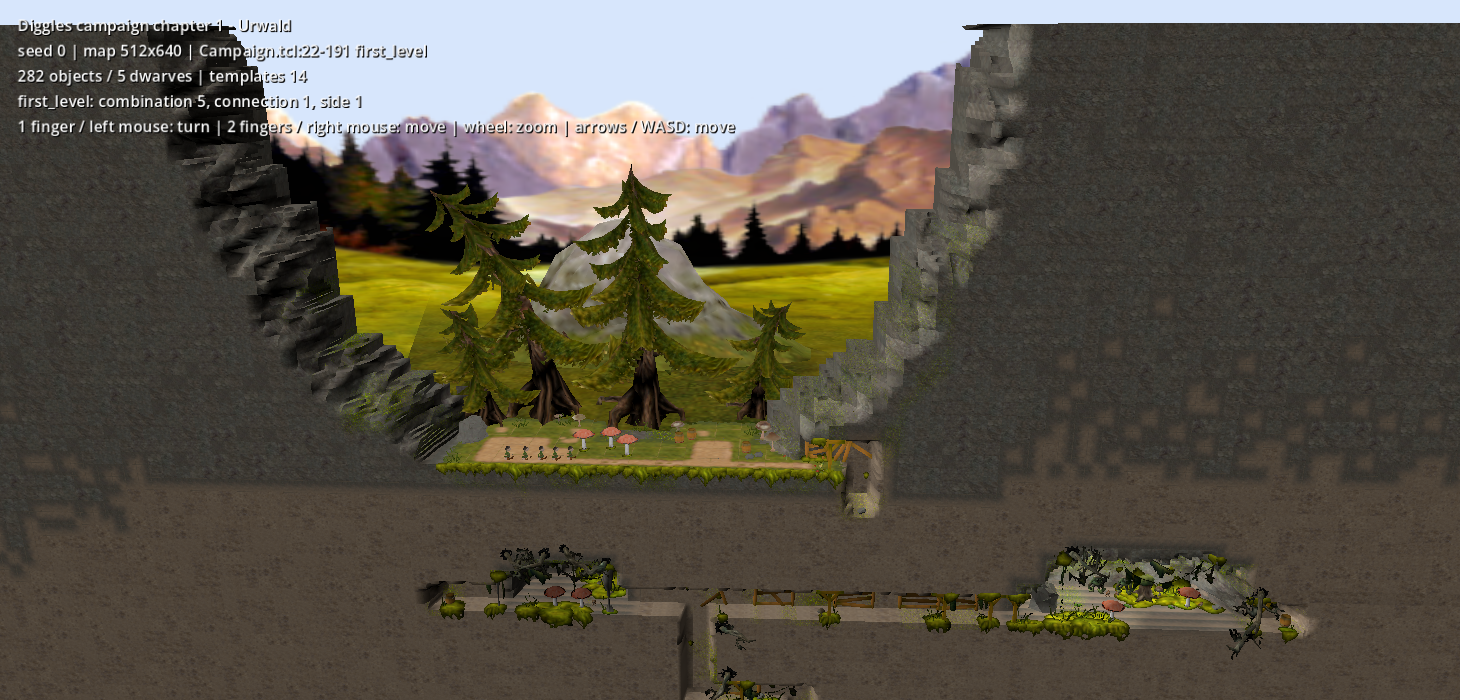 Diggles campaign chapter 1 - Urwald
seed 0 | map 512x640 | Campaign.tcl:22-191 first_level
282 objects / 5 dwarves | templates 14
first_level: combination 5, connection 1, side 1
1 finger / left mouse: turn | 2 fingers / right mouse: move | wheel: zoom | arrows / WASD: move